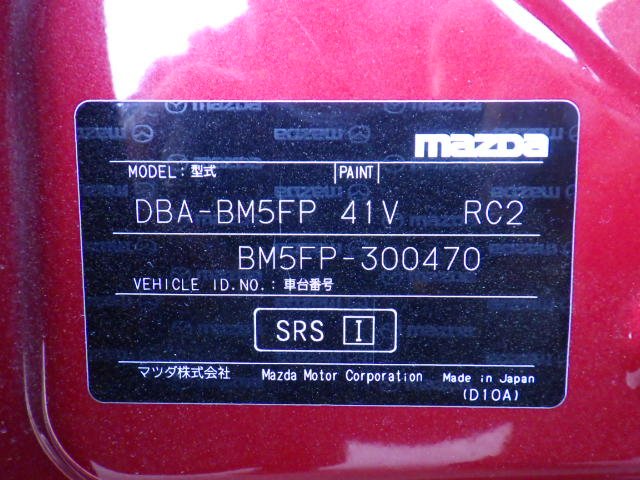 mazda
MODEL: 型式 PAINT
DBA-BM5FP 41V RC2
BM5FP-300470
VEHICLE ID.NO.: 車台番号
SRS I
マツダ株式会社 Mazda Motor Corporation Made in Japan
(D10A)